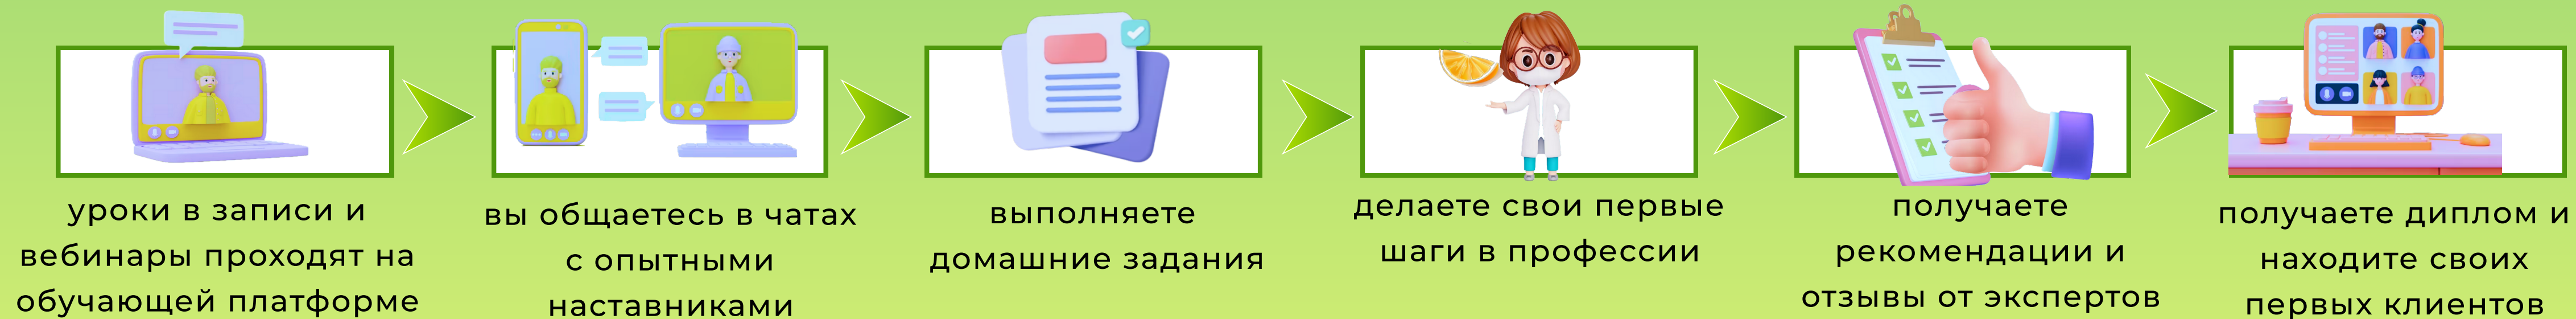 уроки в записи и
вебинары проходят на
обучающей платформе
вы общаетесь в чатах
с опытными
наставниками
выполняете
домашние задания
делаете свои первые
шаги в профессии
получаете
рекомендации и
отзывы от экспертов
получаете диплом и
находите своих
первых клиентов